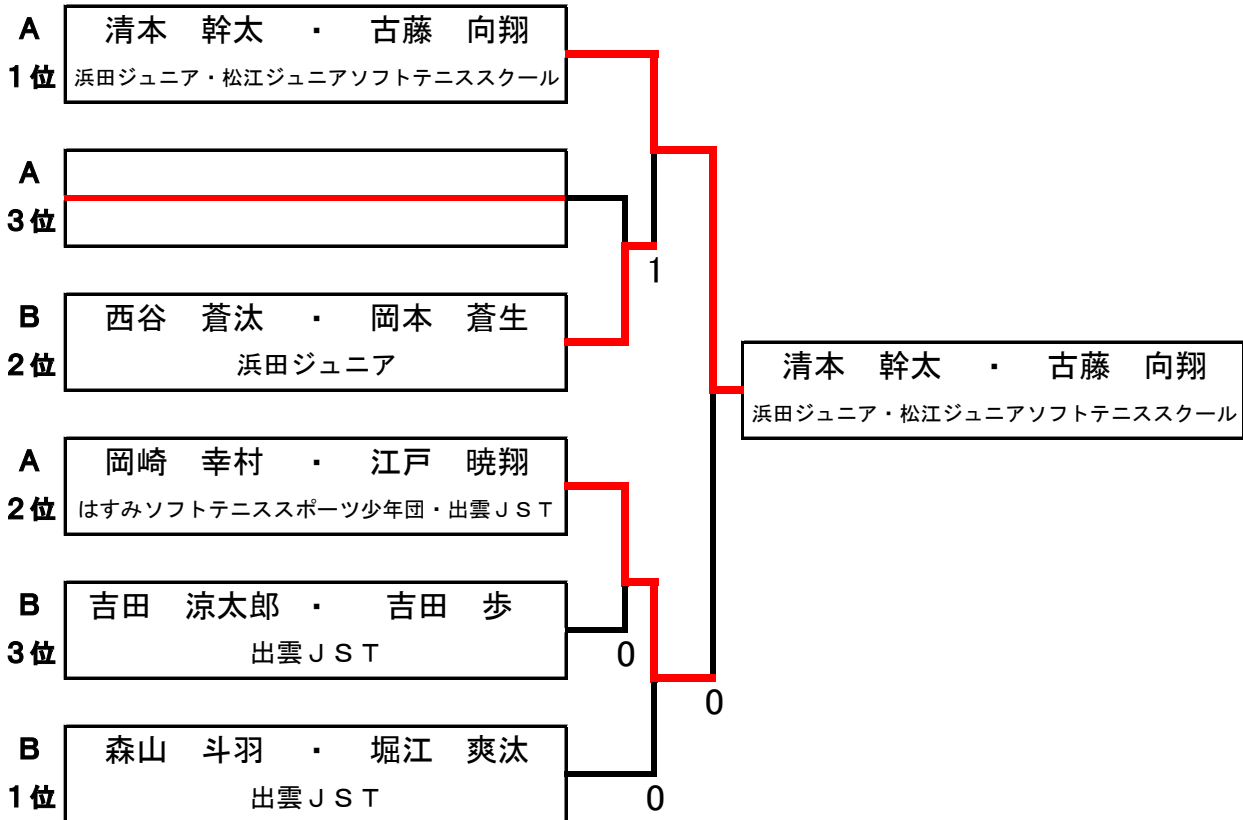 A
1位
清本 幹太 ・ 古藤 向翔
浜田ジュニア・松江ジュニアソフトテニススクール
A
3位
1
B
2位
西谷 蒼汰 ・ 岡本 蒼生
浜田ジュニア
清本 幹太 ・ 古藤 向翔
浜田ジュニア・松江ジュニアソフトテニススクール
A
2位
岡崎 幸村 ・ 江戸 暁翔
はすみソフトテニススポーツ少年団・出雲JST
B
3位
吉田 涼太郎 ・ 吉田 歩
出雲JST
0
0
B
1位
森山 斗羽 ・ 堀江 爽汰
出雲JST
0